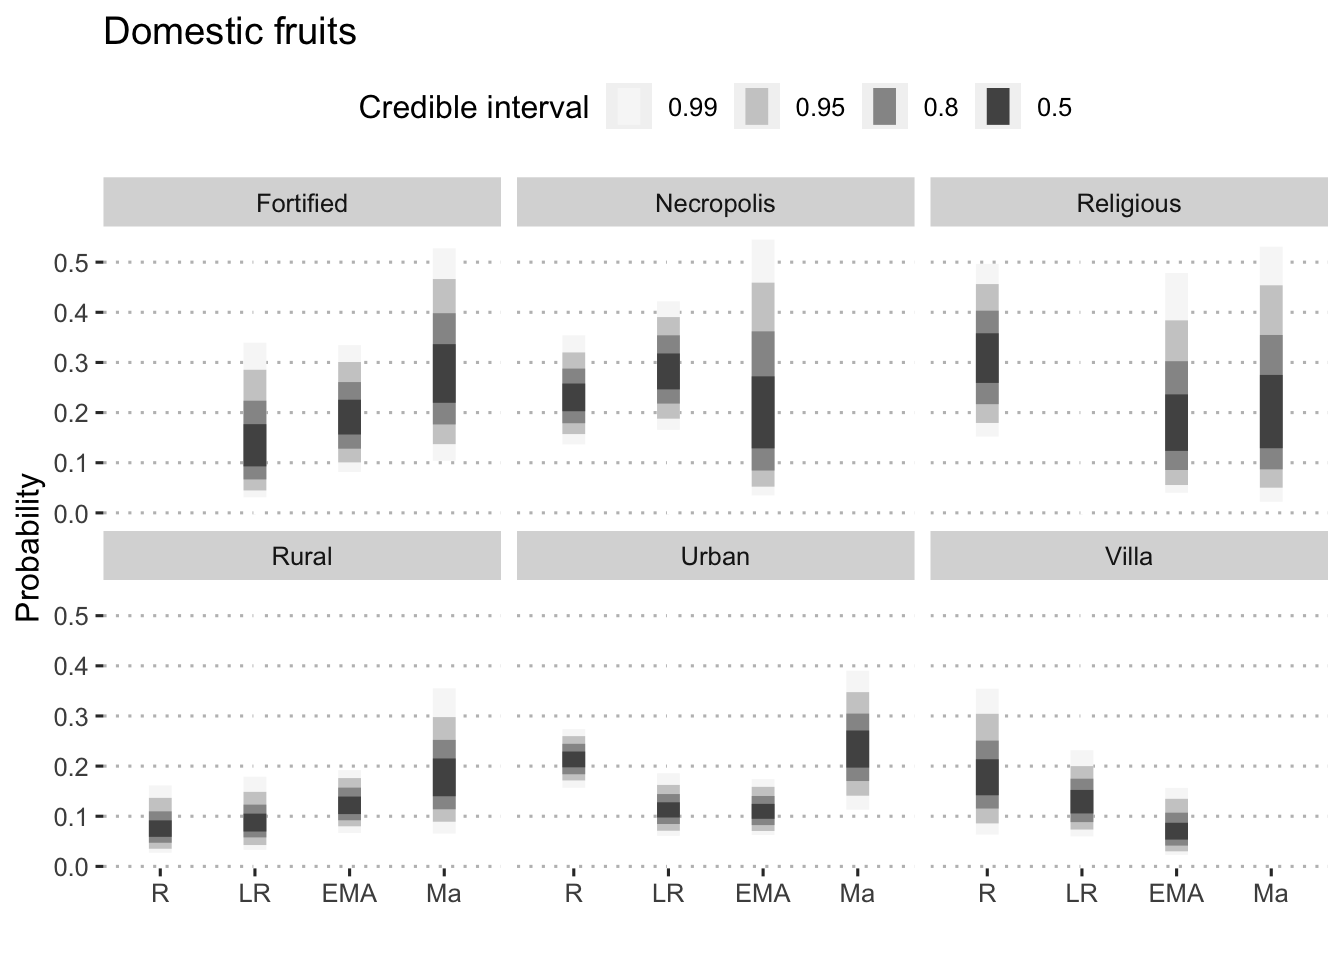 Domestic fruits
Credible interval 0.99 0.95 0.8 0.5
Fortified Necropolis Religious
0.5
0.4
0.3
0.2
0.1
0.0
Probability
Rural Urban Villa
0.5
0.4
0.3
0.2
0.1
0.0
R LR EMA Ma R LR EMA Ma R LR EMA Ma